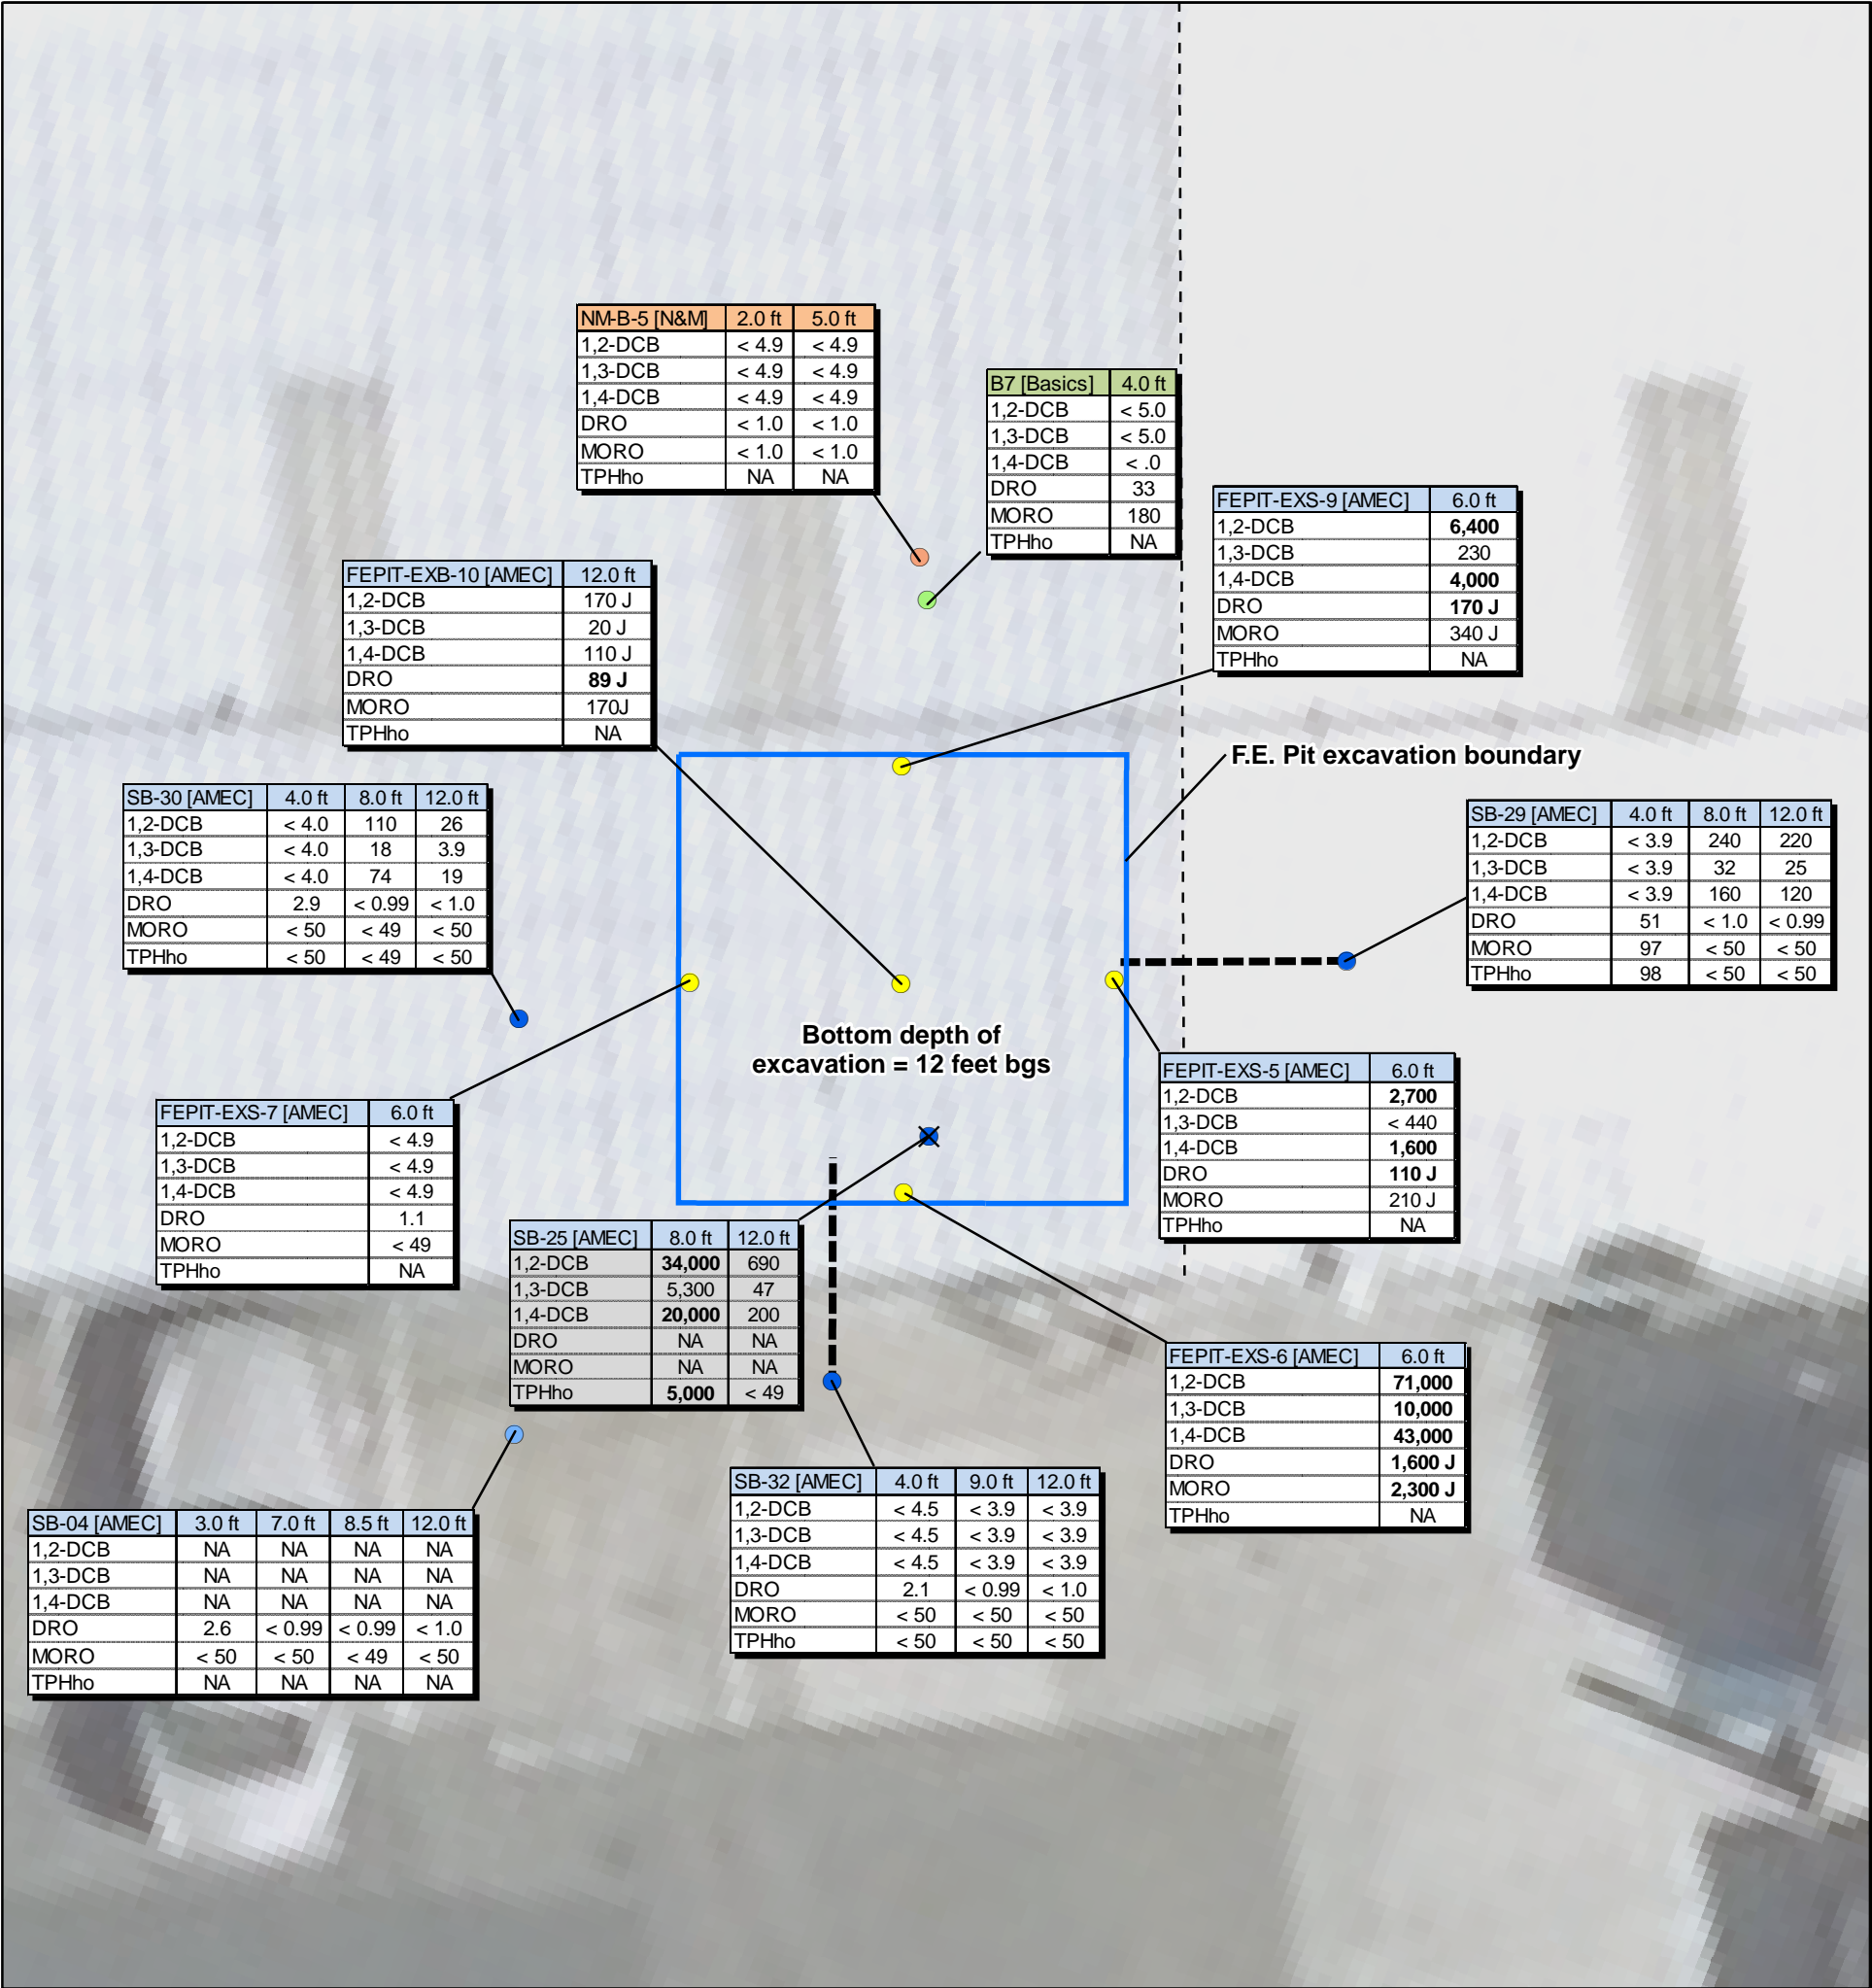 NM-B-5 [N&M] 2.0 ft 5.0 ft
1,2-DCB < 4.9 < 4.9
1,3-DCB < 4.9 < 4.9
1,4-DCB < 4.9 < 4.9
DRO < 1.0 < 1.0
MORO < 1.0 < 1.0
TPHho NA NA
B7 [Basics] 4.0 ft
1,2-DCB < 5.0
1,3-DCB < 5.0
1,4-DCB < .0
DRO 33
MORO 180
TPHho NA
FEPIT-EXS-9 [AMEC] 6.0 ft
1,2-DCB 6,400
1,3-DCB 230
1,4-DCB 4,000
DRO 170 J
MORO 340 J
TPHho NA
FEPIT-EXB-10 [AMEC] 12.0 ft
1,2-DCB 170 J
1,3-DCB 20 J
1,4-DCB 110 J
DRO 89 J
MORO 170J
TPHho NA
F.E. Pit excavation boundary
SB-30 [AMEC] 4.0 ft 8.0 ft 12.0 ft
1,2-DCB < 4.0 110 26
1,3-DCB < 4.0 18 3.9
1,4-DCB < 4.0 74 19
DRO 2.9 < 0.99 < 1.0
MORO < 50 < 49 < 50
TPHho < 50 < 49 < 50
SB-29 [AMEC] 4.0 ft 8.0 ft 12.0 ft
1,2-DCB < 3.9 240 220
1,3-DCB < 3.9 32 25
1,4-DCB < 3.9 160 120
DRO 51 < 1.0 < 0.99
MORO 97 < 50 < 50
TPHho 98 < 50 < 50
Bottom depth of
excavation = 12 feet bgs
FEPIT-EXS-5 [AMEC] 6.0 ft
1,2-DCB 2,700
1,3-DCB < 440
1,4-DCB 1,600
DRO 110 J
MORO 210 J
TPHho NA
FEPIT-EXS-7 [AMEC] 6.0 ft
1,2-DCB < 4.9
1,3-DCB < 4.9
1,4-DCB < 4.9
DRO 1.1
MORO < 49
TPHho NA
SB-25 [AMEC] 8.0 ft 12.0 ft
1,2-DCB 34,000 690
1,3-DCB 5,300 47
1,4-DCB 20,000 200
DRO NA NA
MORO NA NA
TPHho 5,000 < 49
FEPIT-EXS-6 [AMEC] 6.0 ft
1,2-DCB 71,000
1,3-DCB 10,000
1,4-DCB 43,000
DRO 1,600 J
MORO 2,300 J
TPHho NA
SB-32 [AMEC] 4.0 ft 9.0 ft 12.0 ft
1,2-DCB < 4.5 < 3.9 < 3.9
1,3-DCB < 4.5 < 3.9 < 3.9
1,4-DCB < 4.5 < 3.9 < 3.9
DRO 2.1 < 0.99 < 1.0
MORO < 50 < 50 < 50
TPHho < 50 < 50 < 50
SB-04 [AMEC] 3.0 ft 7.0 ft 8.5 ft 12.0 ft
1,2-DCB NA NA NA NA
1,3-DCB NA NA NA NA
1,4-DCB NA NA NA NA
DRO 2.6 < 0.99 < 0.99 < 1.0
MORO < 50 < 50 < 49 < 50
TPHho NA NA NA NA